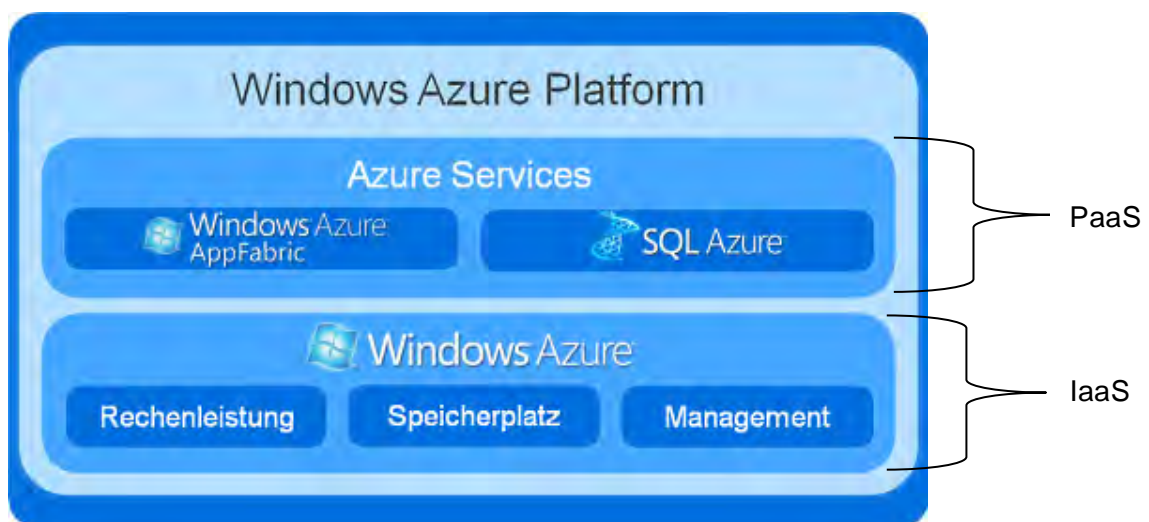 Windows Azure Platform
Azure Services
Windows Azure
AppFabric
SQL Azure
PaaS
Windows Azure
Rechenleistung
Speicherplatz
Management
IaaS